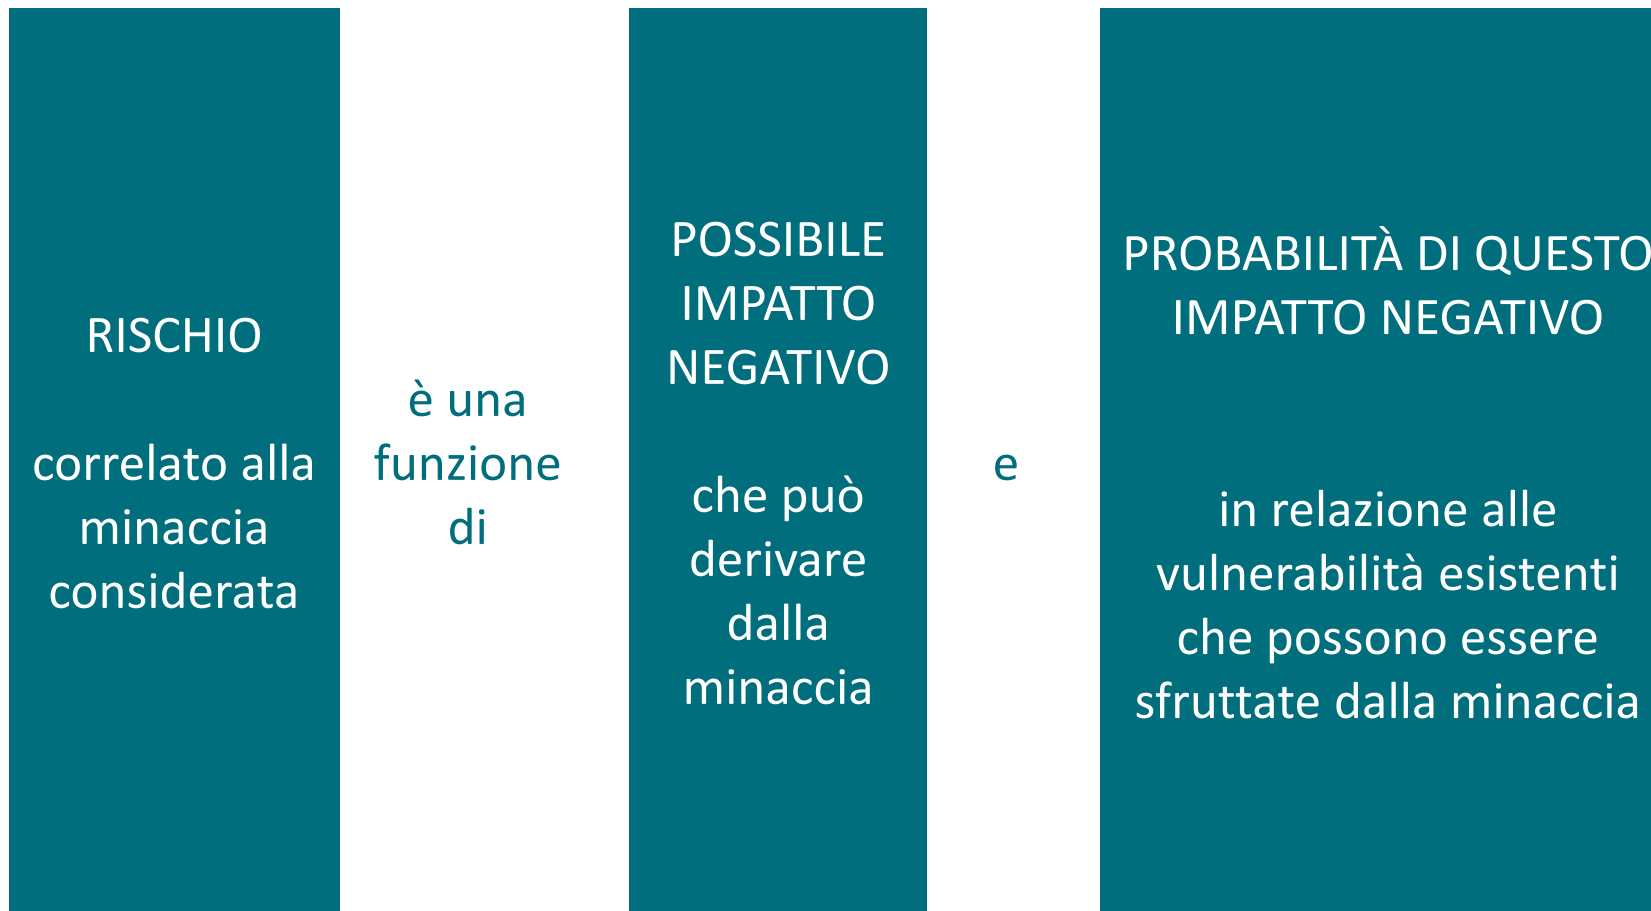 RISCHIO
correlato alla
minaccia
considerata
è una
funzione
di
POSSIBILE
IMPATTO
NEGATIVO
che può
derivare
dalla
minaccia
e
PROBABILITÀ DI QUESTO
IMPATTO NEGATIVO
in relazione alle
vulnerabilità esistenti
che possono essere
sfruttate dalla minaccia